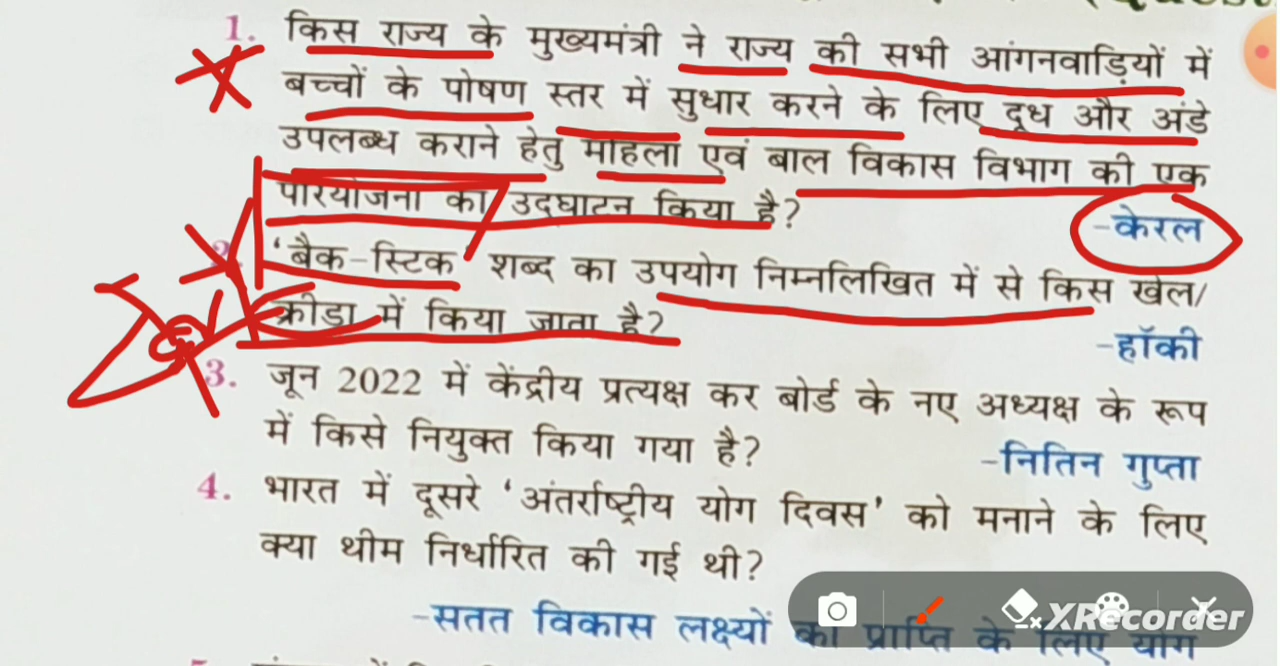 1. किस राज्य के मुख्यमंत्री ने राज्य की सभी आंगनवाड़ियों में
बच्चों के पोषण स्तर में सुधार करने के लिए दूध और अंडे
उपलब्ध कराने हेतु महिला एवं बाल विकास विभाग की एक
परियोजना का उद्घाटन किया है?
-केरल
2. 'बैक-स्टिक' शब्द का उपयोग निम्नलिखित में से किस खेल/
क्रीडा में किया जाता है?
-हॉकी
3. जून 2022 में केंद्रीय प्रत्यक्ष कर बोर्ड के नए अध्यक्ष के रूप
में किसे नियुक्त किया गया है?
-नितिन गुप्ता
4. भारत में दूसरे 'अंतर्राष्ट्रीय योग दिवस' को मनाने के लिए
क्या थीम निर्धारित की गई थी?
-सतत विकास लक्ष्यों की प्राप्ति के लिए योग
XRecorder